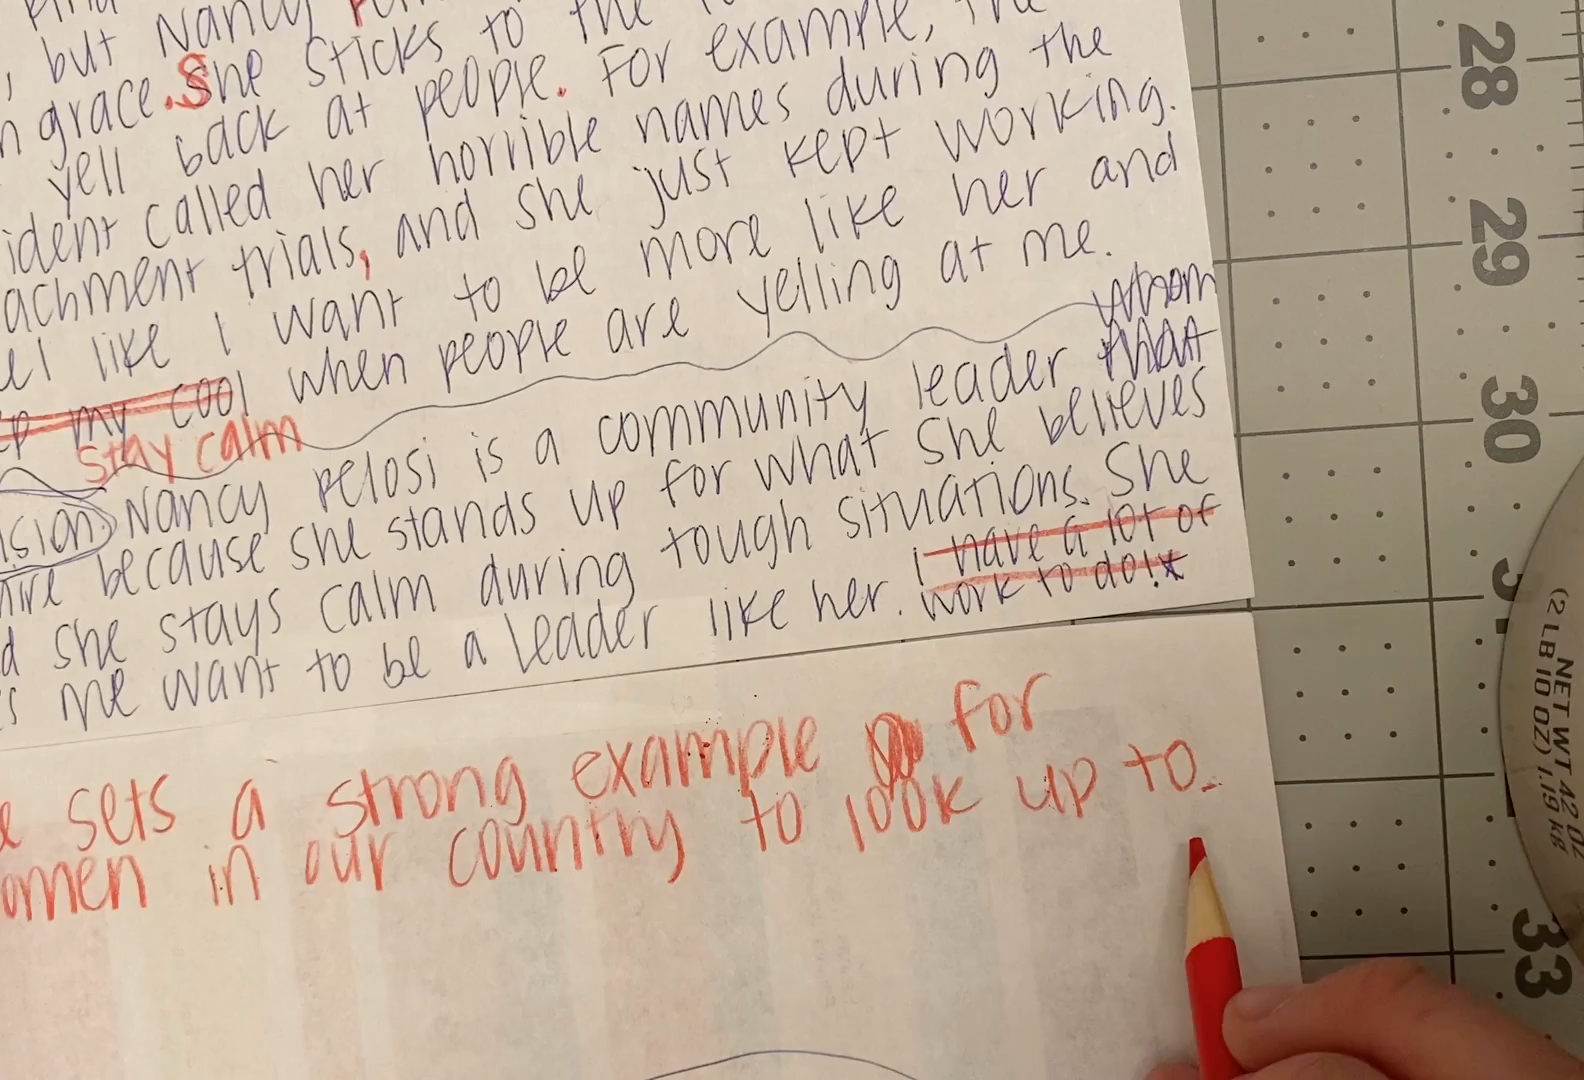 , but Nancy
n grace. She sticks to the
yell back at people. For example, the
ident called her horrible names during the
achment trials, and she just kept working.
el like I want to be more like her and
p my cool when people are yelling at me.
stay calm
whom
ision: Nancy pelosi is a community leader that
mire because she stands up for what she believes
d she stays calm during tough situations. She
s me want to be a leader like her. I have a lot of
work to do!
e sets a strong example for
omen in our country to look up to.
28
29
30
33
NET WT 42 OZ
(2 LB 10 OZ) 1.19 kg